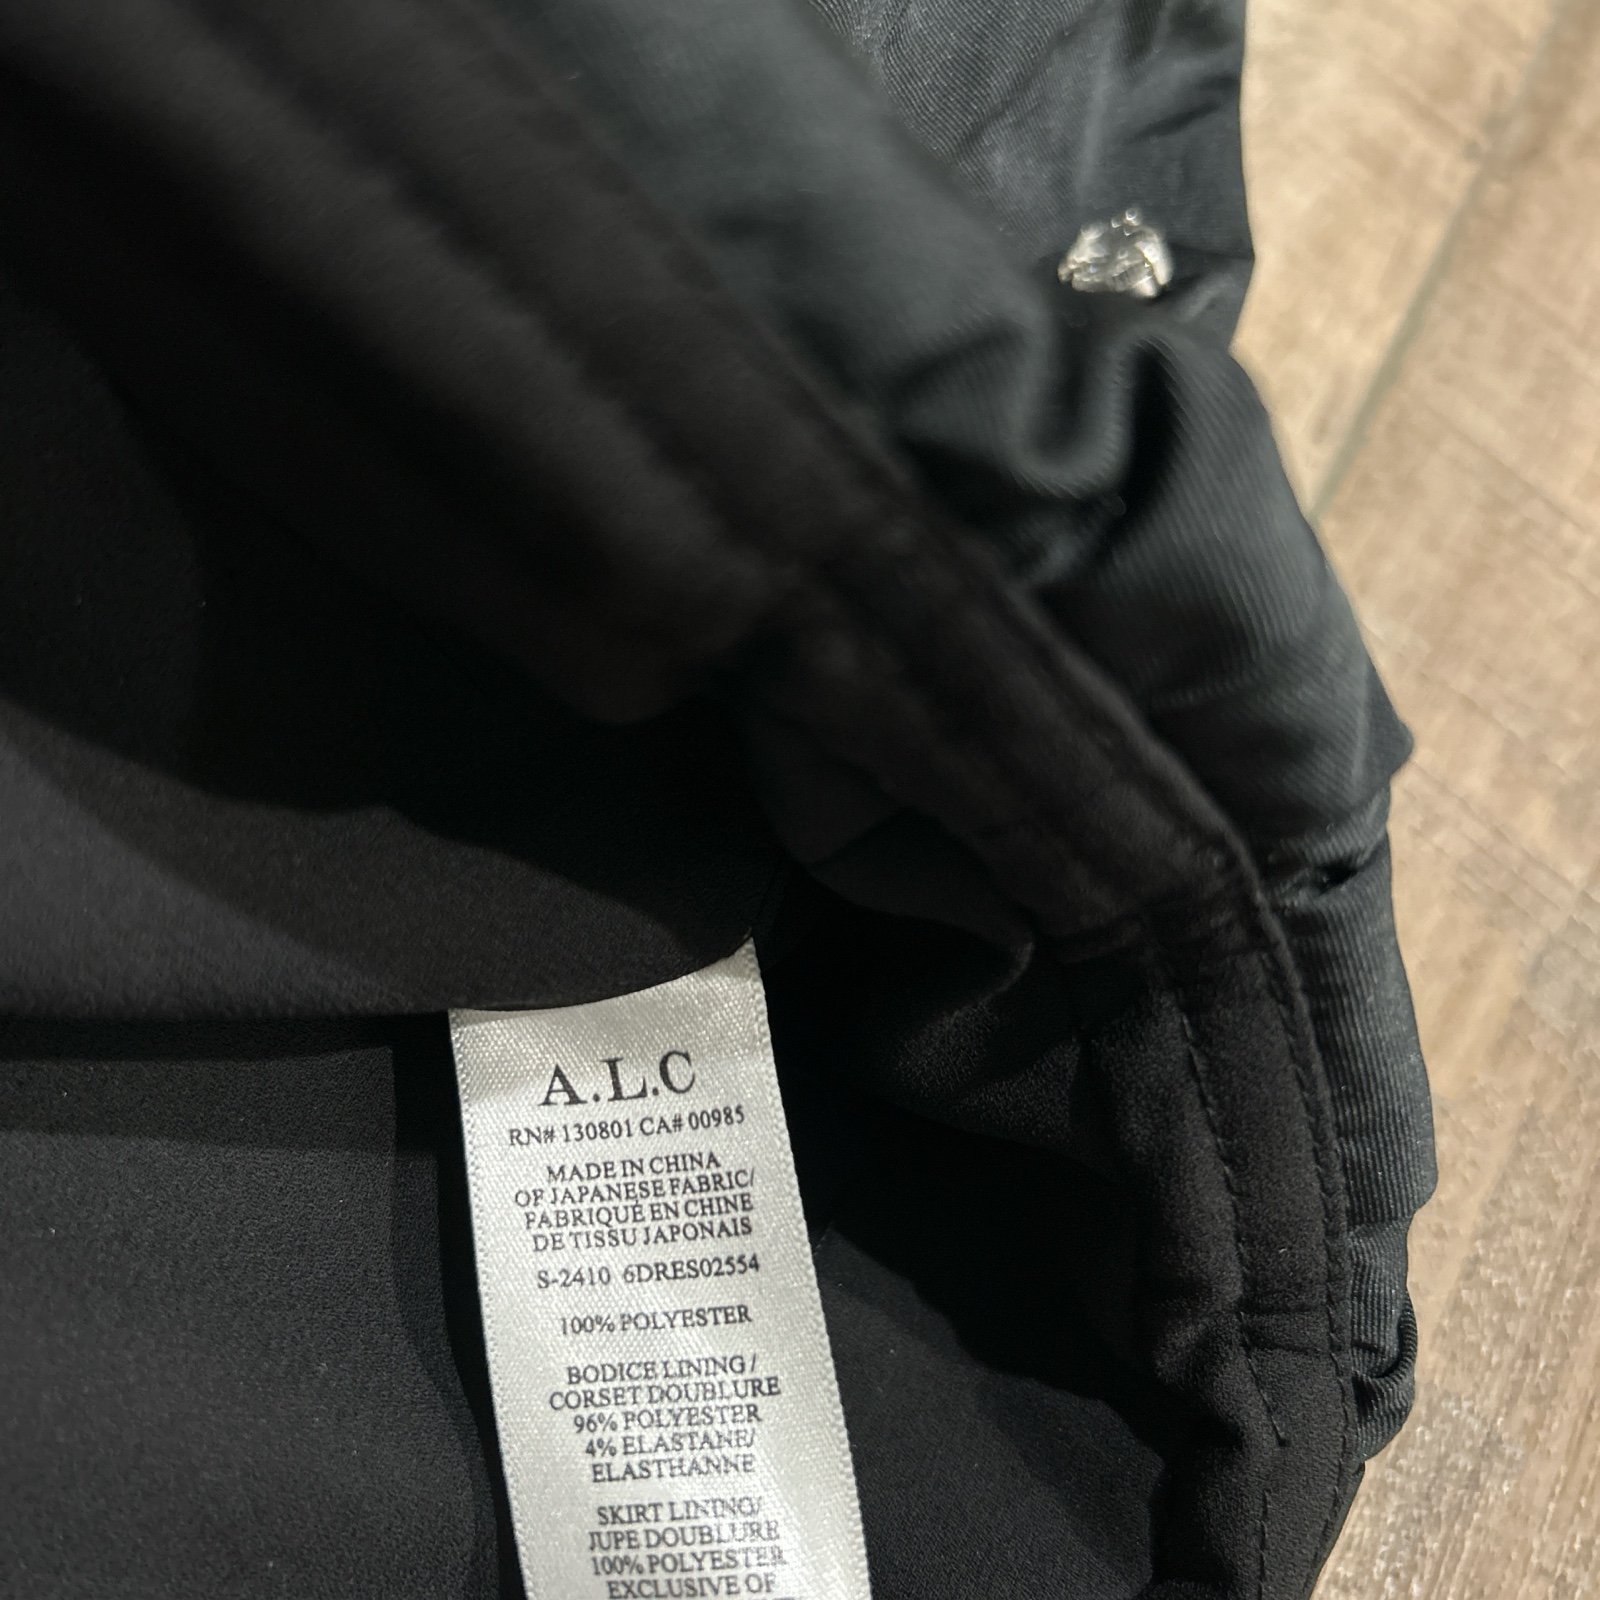 A.L.C
RN# 130801 CA# 00985
MADE IN CHINA
OF JAPANESE FABRIC/
FABRIQUÉ EN CHINE
DE TISSU JAPONAIS
S-2410 6DRES02554
100% POLYESTER
BODICE LINING/
CORSET DOUBLURE
96% POLYESTER
4% ELASTANE/
ELASTHANNE
SKIRT LINING/
JUPE DOUBLURE
100% POLYESTER
EXCLUSIVE OF